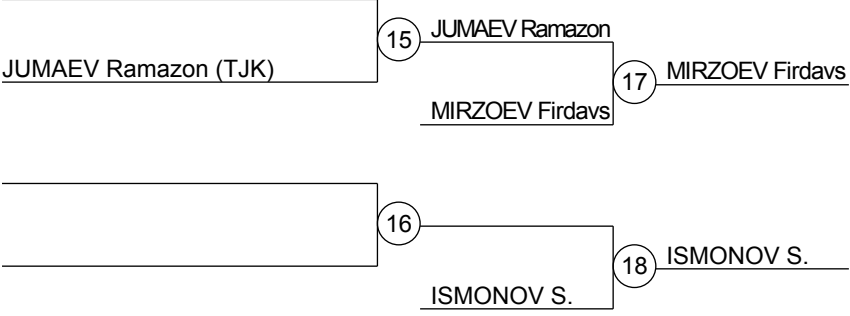 JUMAEV Ramazon (TJK)
15
JUMAEV Ramazon
MIRZOEV Firdavs
17
MIRZOEV Firdavs
16
ISMONOV S.
18
ISMONOV S.